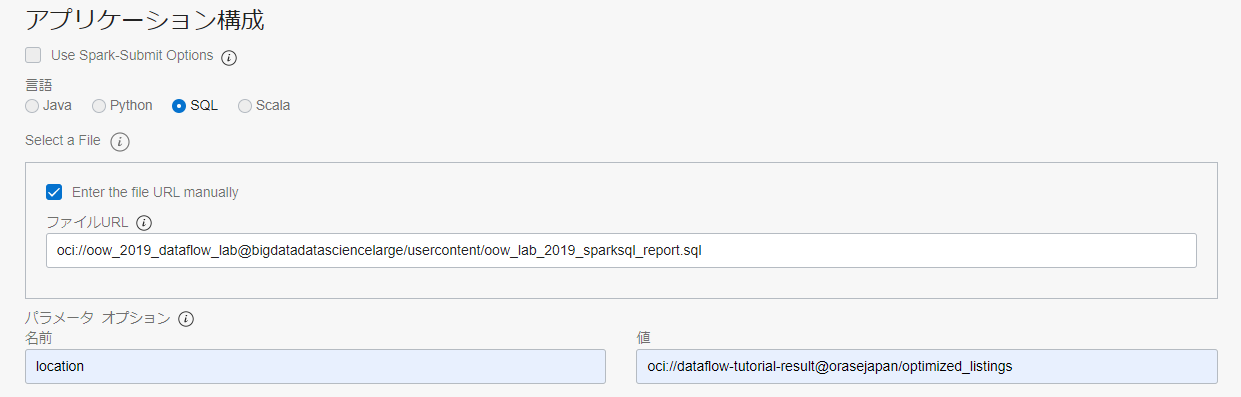 アプリケーション構成
Use Spark-Submit Options
言語
Java Python SQL Scala
Select a File
Enter the file URL manually
ファイルURL
oci://oow_2019_dataflow_lab@bigdatadatasciencelarge/usercontent/oow_lab_2019_sparksql_report.sql
パラメータ オプション
名前 値
location oci://dataflow-tutorial-result@orasejapan/optimized_listings